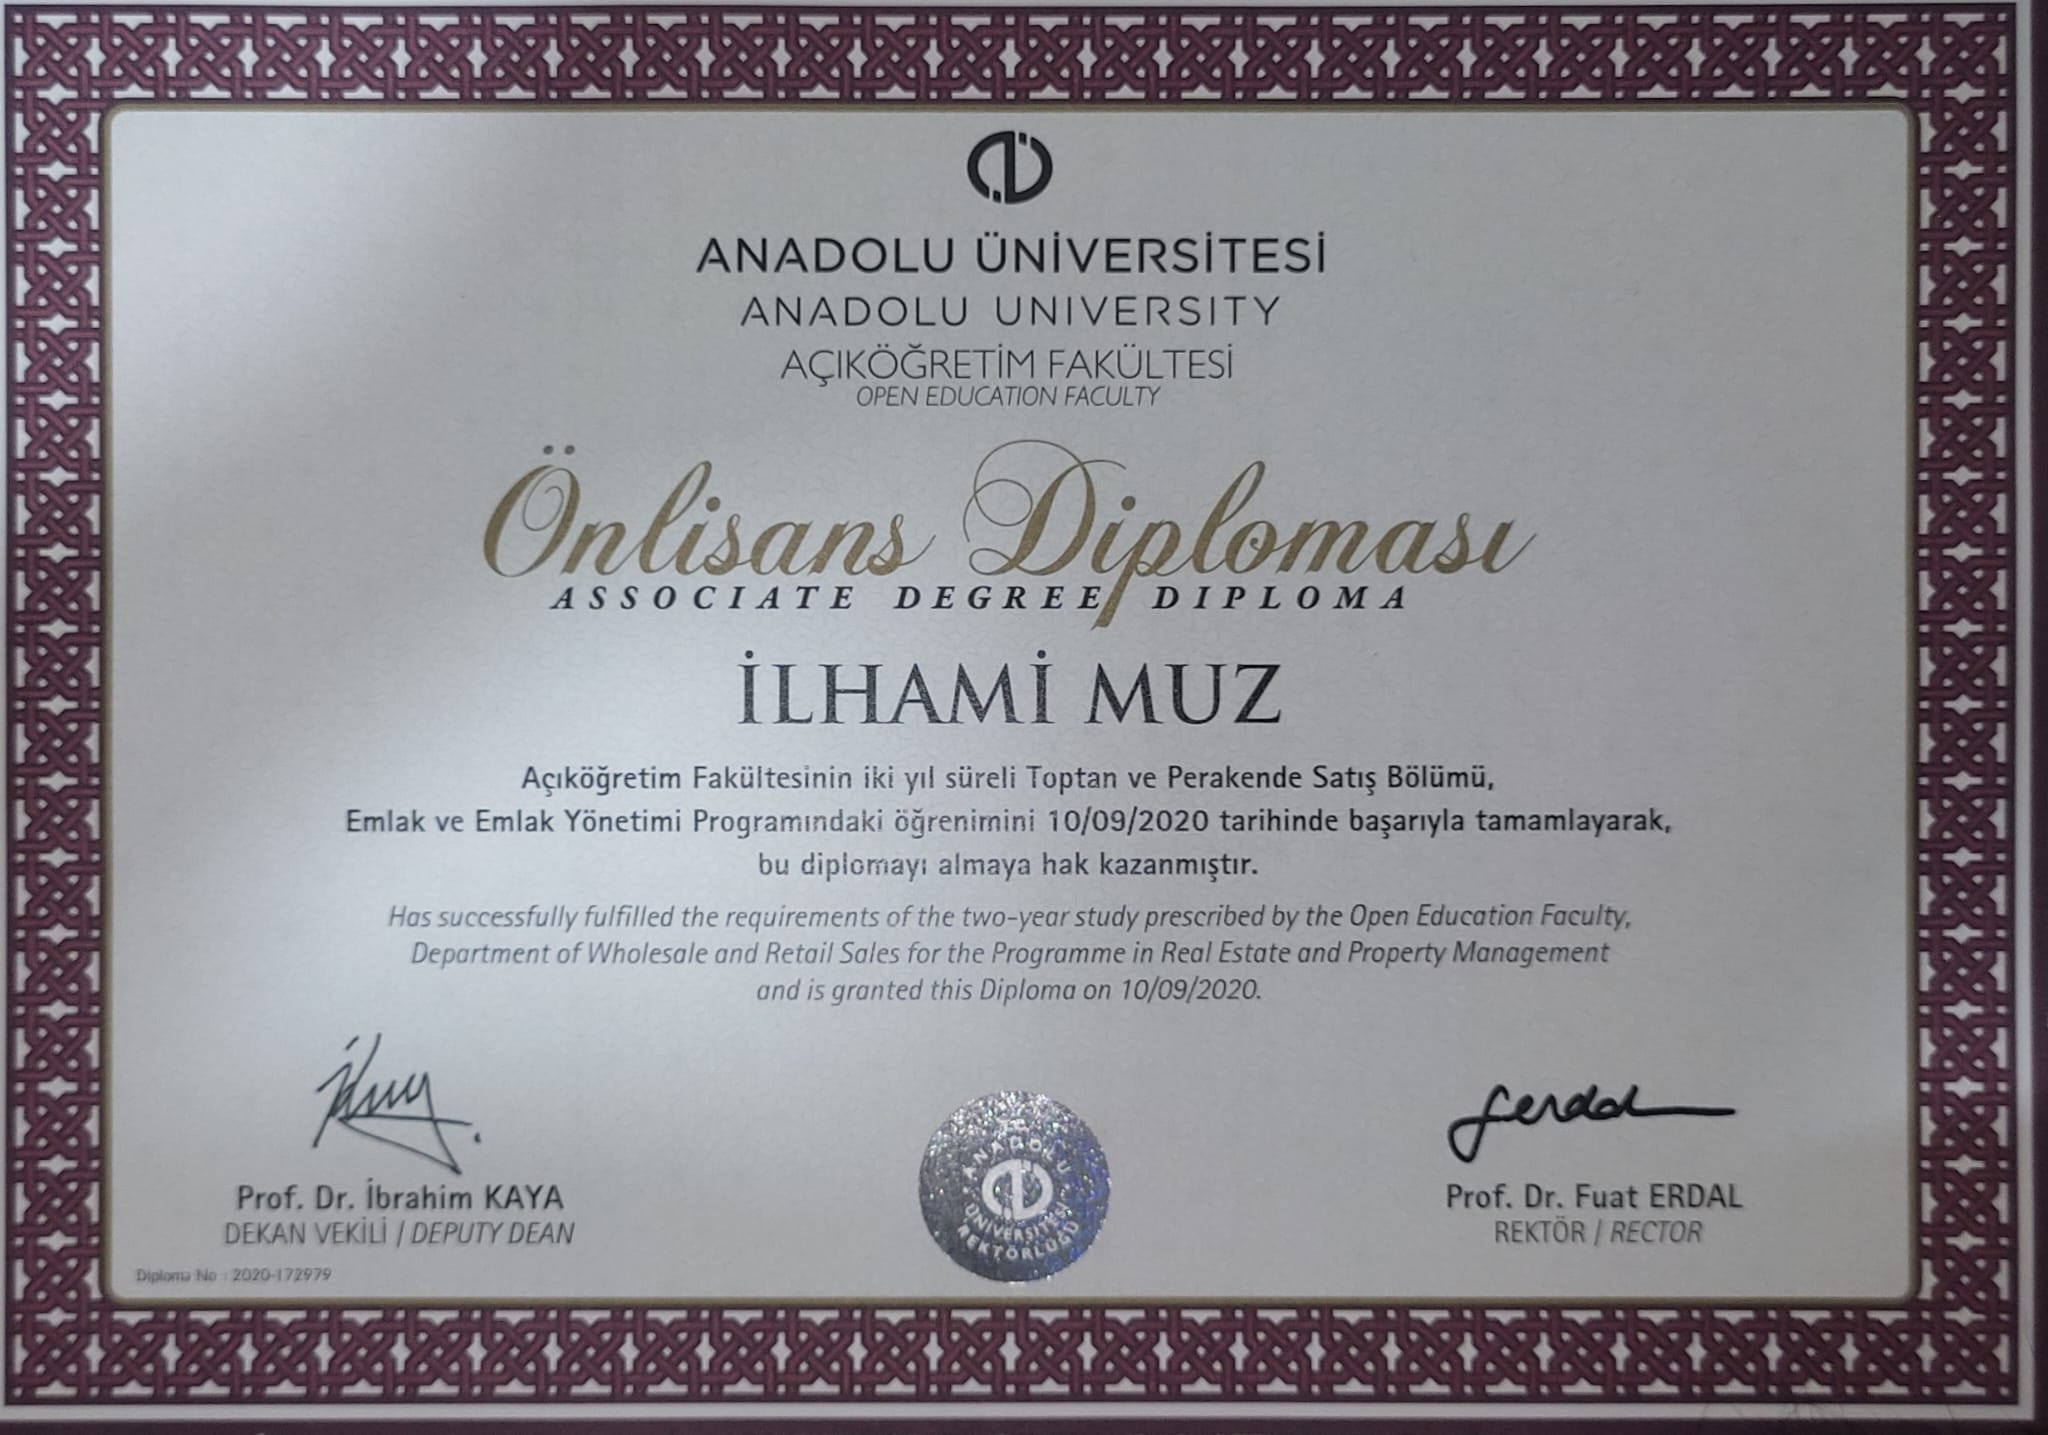 ANADOLU ÜNİVERSİTESİ
ANADOLU UNIVERSITY
AÇIKÖĞRETİM FAKÜLTESİ
OPEN EDUCATION FACULTY
Önlisans Diploması
ASSOCIATE DEGREE DIPLOMA
İLHAMİ MUZ
Açıköğretim Fakültesinin iki yıl süreli Toptan ve Perakende Satış Bölümü,
Emlak ve Emlak Yönetimi Programındaki öğrenimini 10/09/2020 tarihinde başarıyla tamamlayarak,
bu diplomayı almaya hak kazanmıştır.
Has successfully fulfilled the requirements of the two-year study prescribed by the Open Education Faculty,
Department of Wholesale and Retail Sales for the Programme in Real Estate and Property Management
and is granted this Diploma on 10/09/2020.
Prof. Dr. İbrahim KAYA
DEKAN VEKİLİ / DEPUTY DEAN
T.C.
ANADOLU
ÜNİVERSİTESİ
REKTÖRLÜĞÜ
Prof. Dr. Fuat ERDAL
REKTÖR / RECTOR
Diploma No : 2020-172979